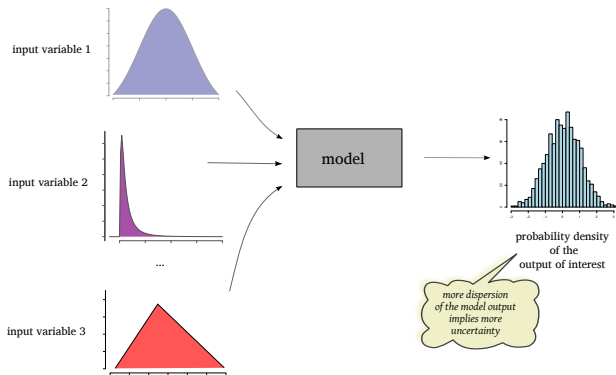 input variable 1
input variable 2
...
input variable 3
model
probability density
of the
output of interest
more dispersion
of the model output
implies more
uncertainty